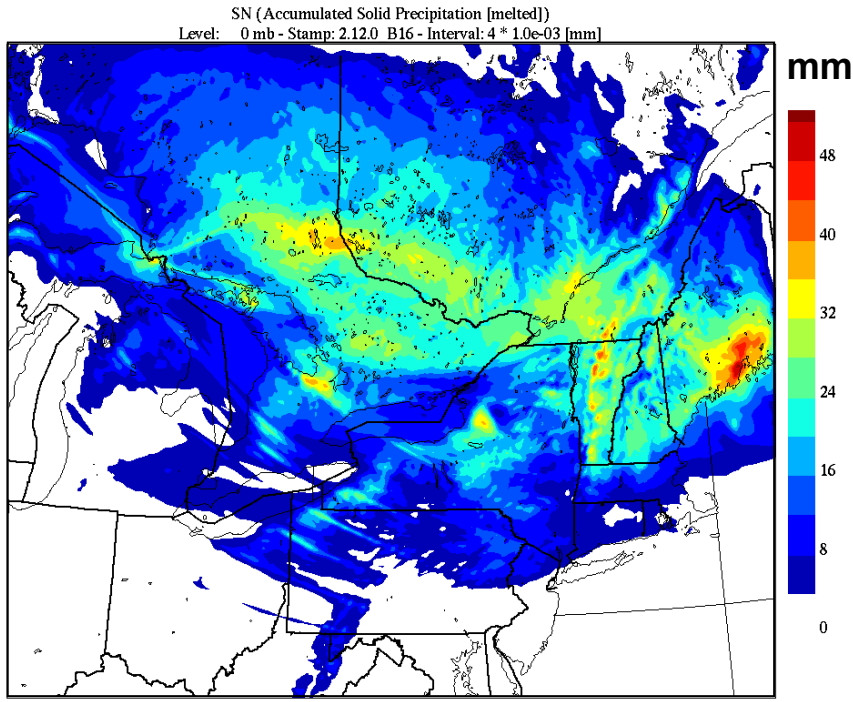 SN (Accumulated Solid Precipitation [melted])
Level: 0 mb - Stamp: 2.12.0 B16 - Interval: 4 * 1.0e-03 [mm]
mm
48
40
32
24
16
8
0